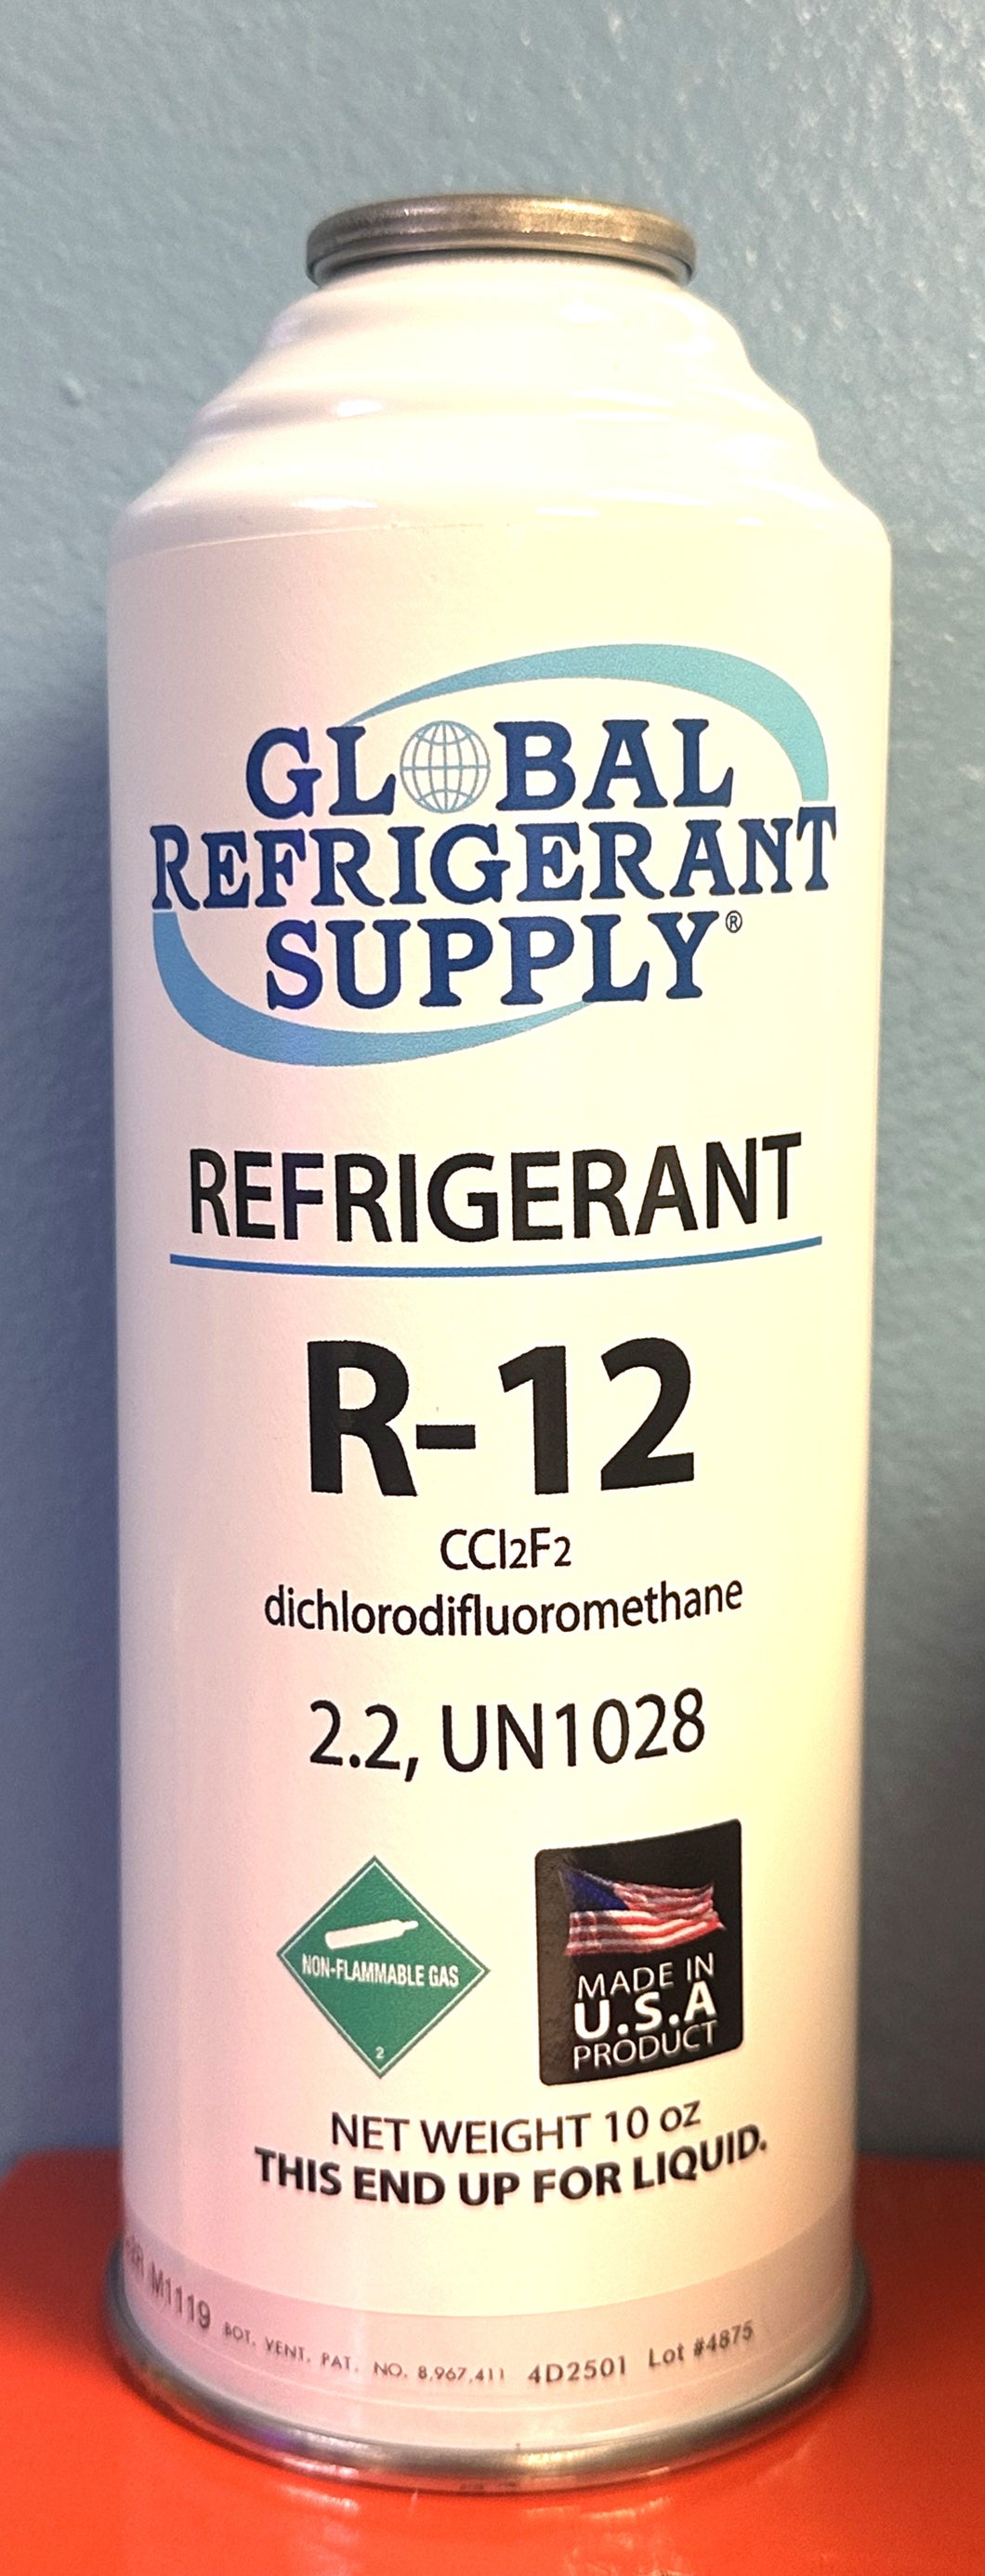 GLOBAL
REFRIGERANT
SUPPLY®
REFRIGERANT
R-12
CCl2F2
dichlorodifluoromethane
2.2, UN1028
NON-FLAMMABLE GAS
2
MADE IN
U.S.A
PRODUCT
NET WEIGHT 10 oz
THIS END UP FOR LIQUID.
M1119 BOT. VENT. PAT. NO. 8,967,411 4D2501 Lot #4875